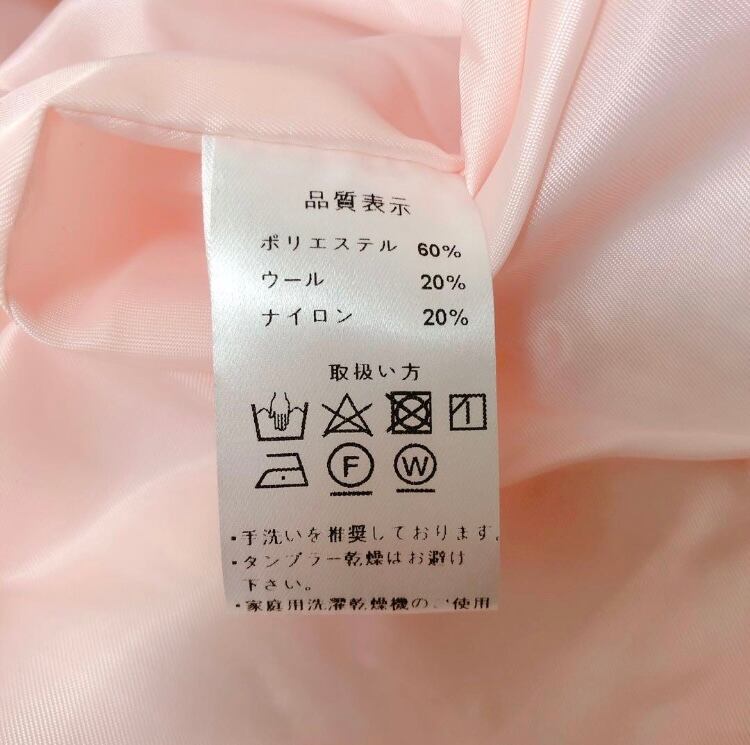 品質表示
ポリエステル 60%
ウール 20%
ナイロン 20%
取扱い方
F W
・手洗いを推奨しております。
・タンブラー乾燥はお避け
下さい。
・家庭用洗濯乾燥機のご使用